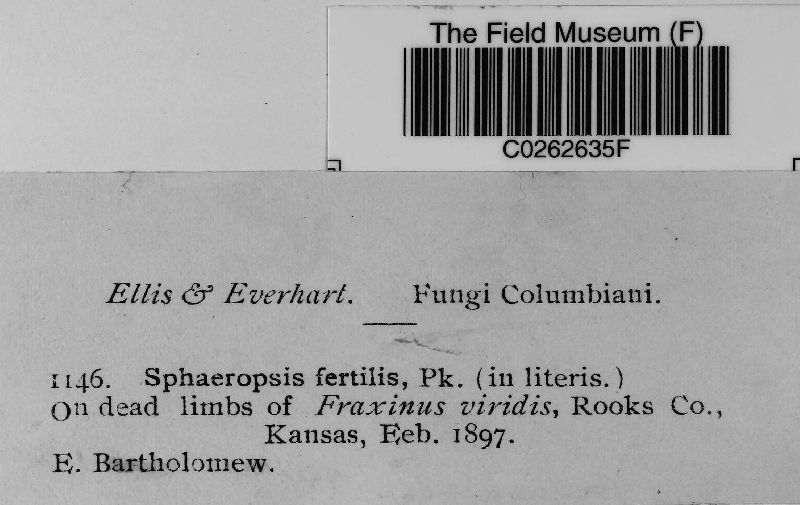 The Field Museum (F)
C0262635F
Ellis & Everhart. Fungi Columbiani.
1146. Sphaeropsis fertilis, Pk. (in literis.)
On dead limbs of Fraxinus viridis, Rooks Co.,
Kansas, Eeb. 1897.
E. Bartholomew.